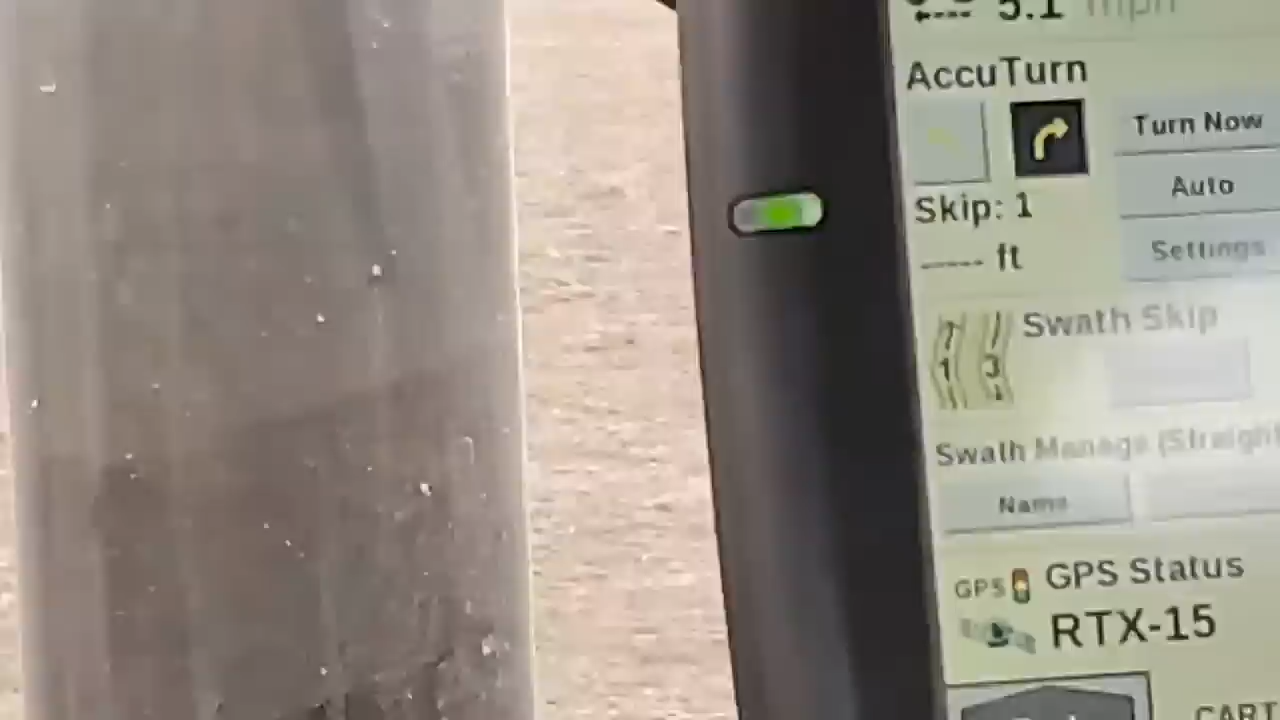 5.1 mph
AccuTurn
Turn Now
Auto
Skip: 1
Settings
----- ft
Swath Skip
1 3
Swath Manage (Straight
Name
GPS GPS Status
RTX-15
CART